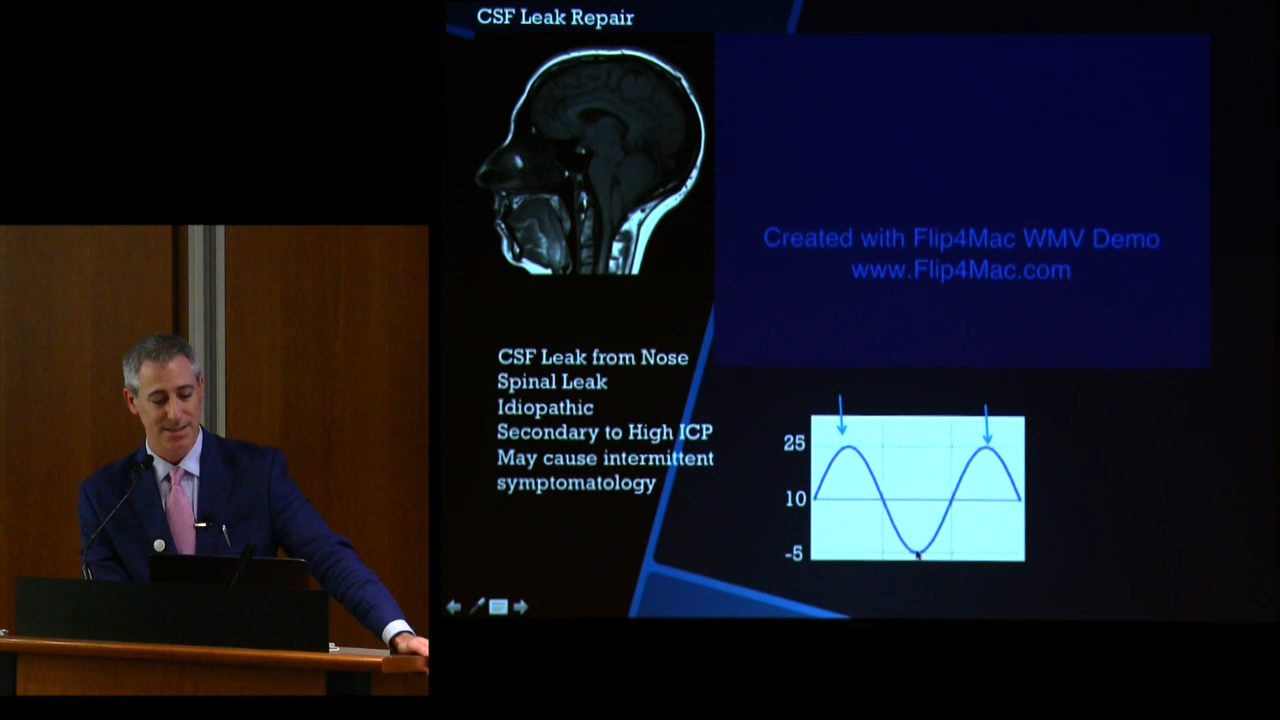 CSF Leak Repair
Created with Flip4Mac WMV Demo
www.Flip4Mac.com
CSF Leak from Nose
Spinal Leak
Idiopathic
Secondary to High ICP
May cause intermittent
symptomatology
25
10
-5